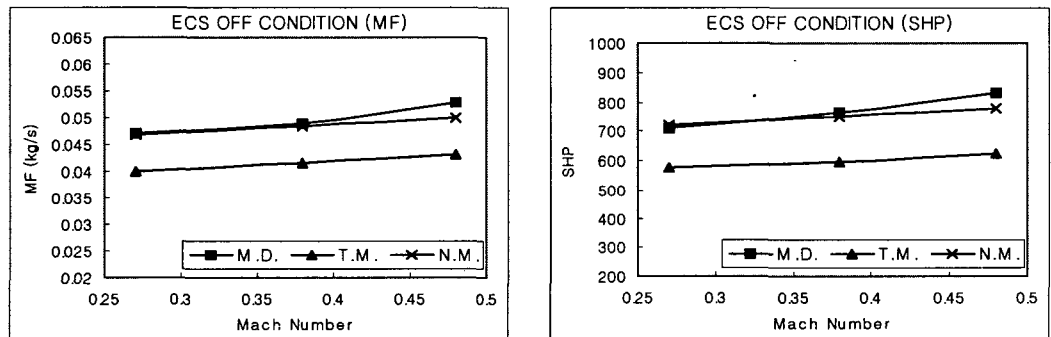 ECS OFF CONDITION (MF)
0.065
0.06
0.055
0.05
0.045
0.04
0.035
0.03
0.025
0.02
MF (kg/s)
M.D. T.M. N.M.
0.25 0.3 0.35 0.4 0.45 0.5
Mach Number
ECS OFF CONDITION (SHP)
1000
900
800
700
600
500
400
300
200
SHP
M.D. T.M. N.M.
0.25 0.3 0.35 0.4 0.45 0.5
Mach Number